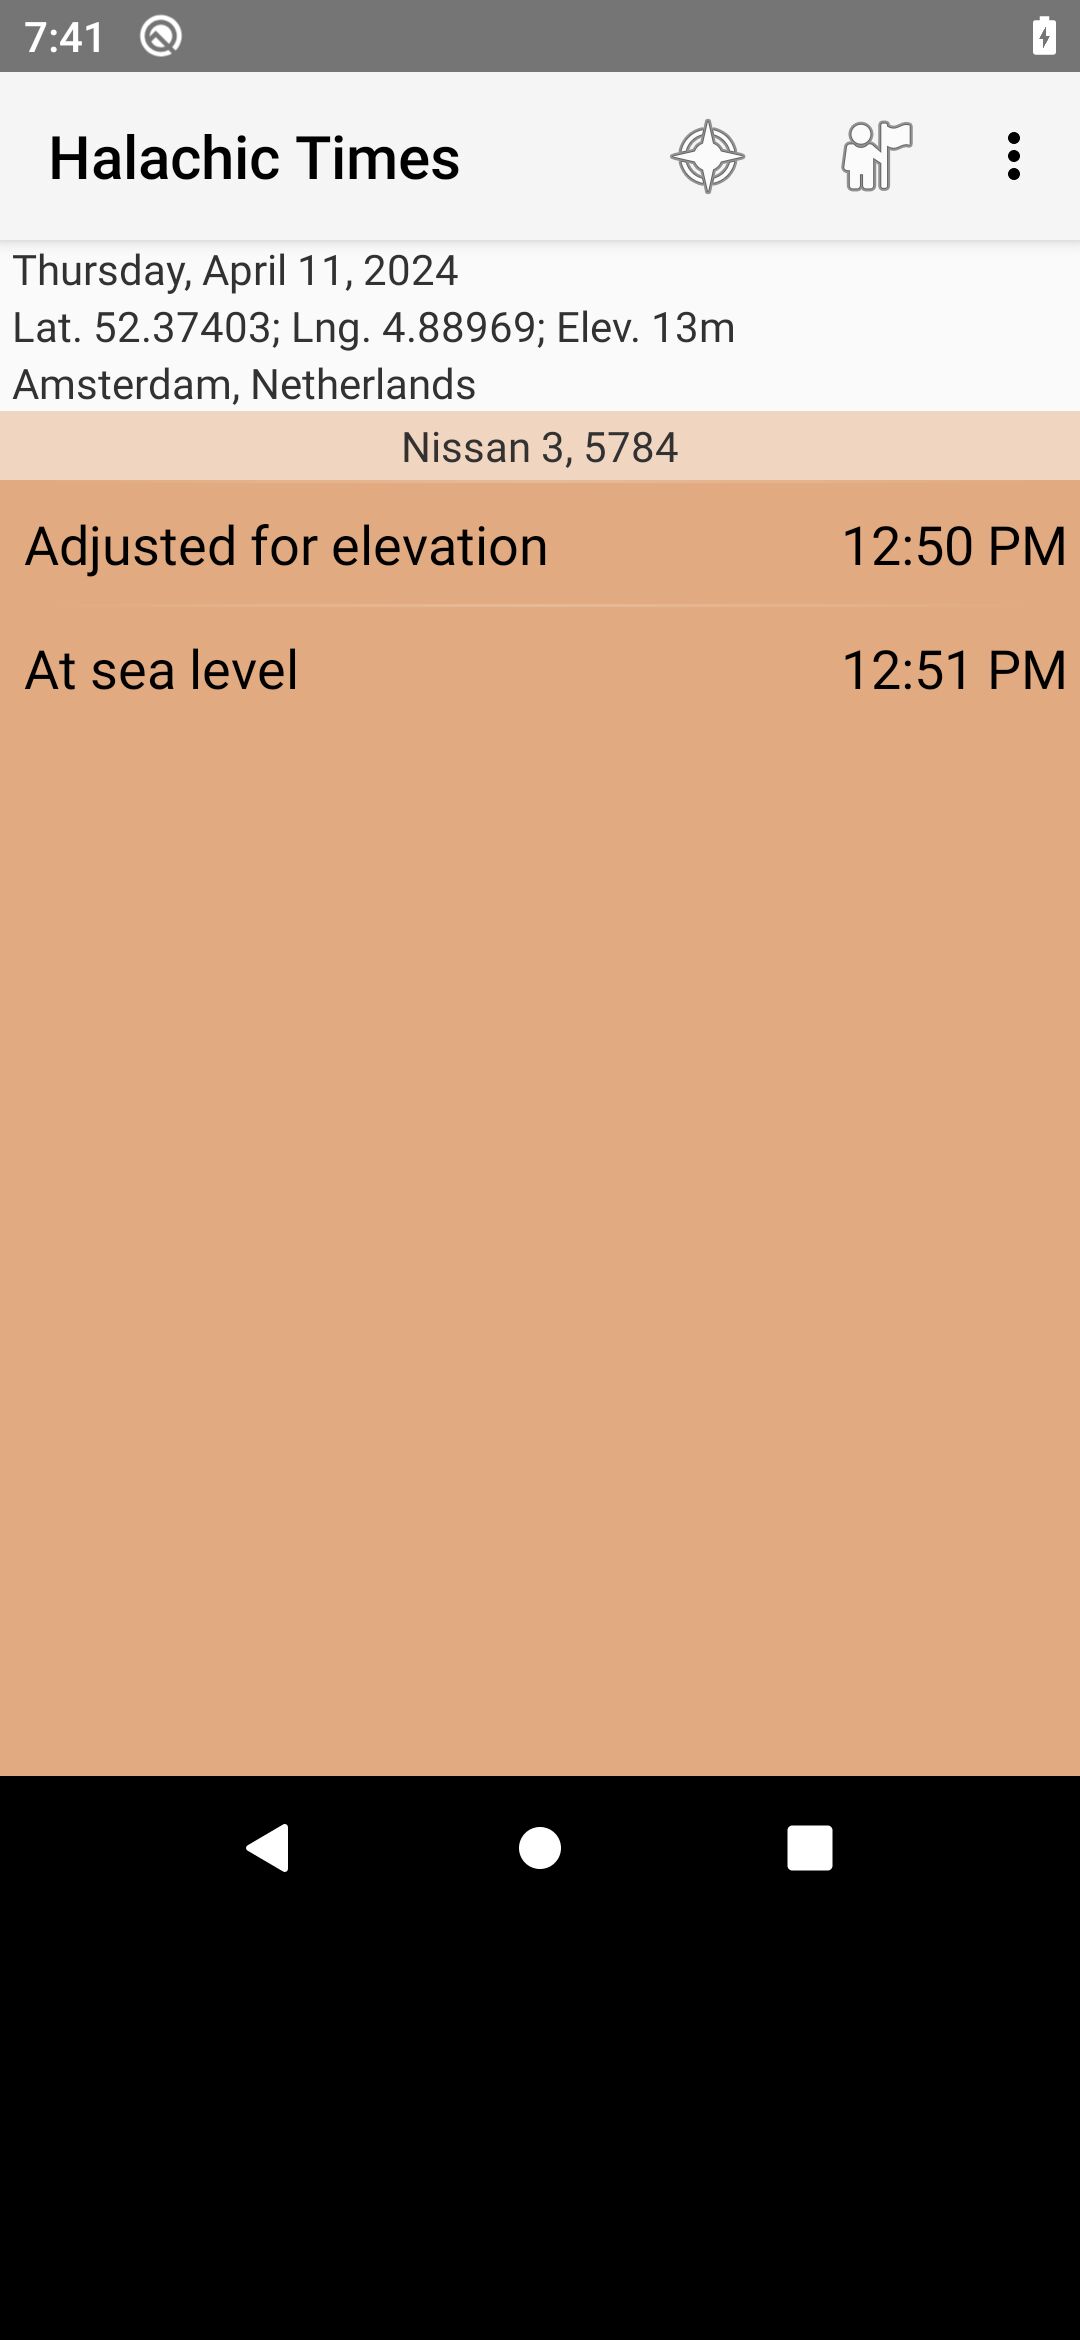 7:41
Halachic Times
Thursday, April 11, 2024
Lat. 52.37403; Lng. 4.88969; Elev. 13m
Amsterdam, Netherlands
Nissan 3, 5784
Adjusted for elevation 12:50 PM
At sea level 12:51 PM